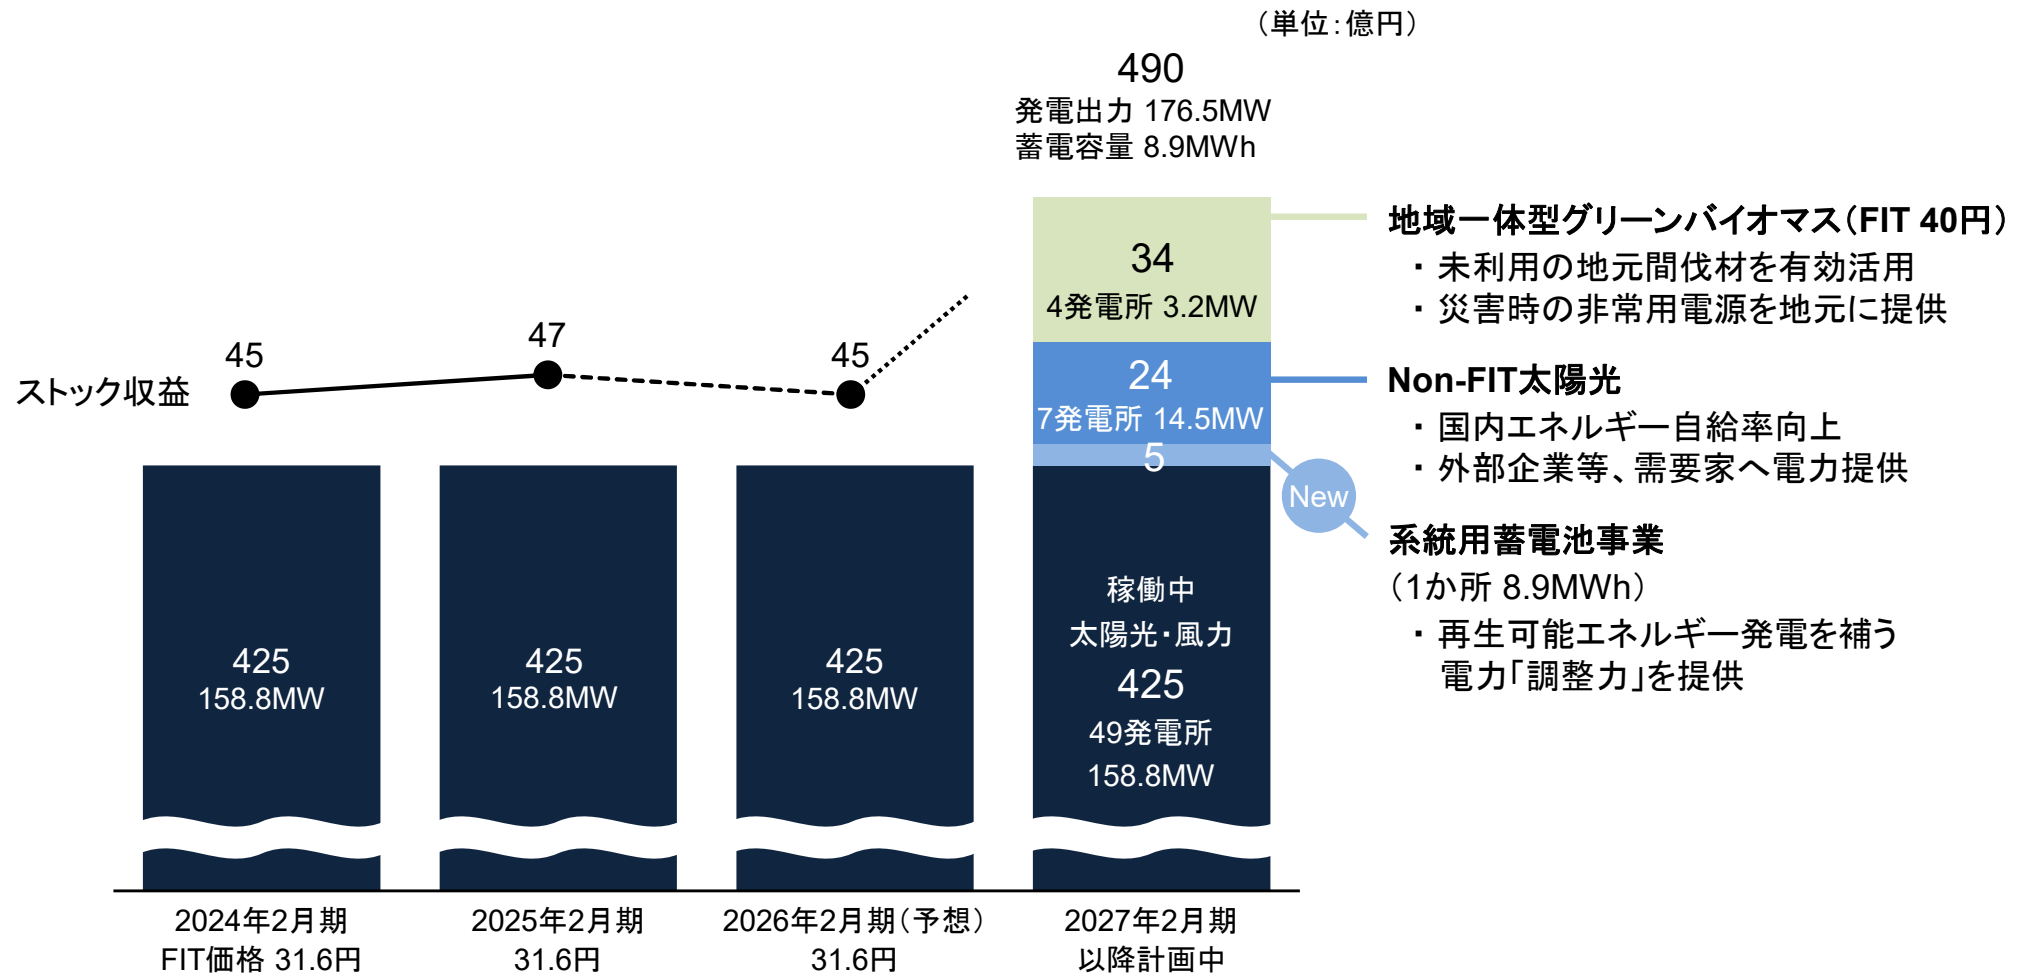 （単位：億円）
490
発電出力 176.5MW
蓄電容量 8.9MWh
ストック収益
45
47
45
34
4発電所 3.2MW
24
7発電所 14.5MW
5
New
地域一体型グリーンバイオマス（FIT 40円）
・ 未利用の地元間伐材を有効活用
・ 災害時の非常用電源を地元に提供
Non-FIT太陽光
・ 国内エネルギー自給率向上
・ 外部企業等、需要家へ電力提供
系統用蓄電池事業
（1か所 8.9MWh）
・ 再生可能エネルギー発電を補う
電力「調整力」を提供
425
158.8MW
425
158.8MW
425
158.8MW
稼働中
太陽光・風力
425
49発電所
158.8MW
2024年2月期
FIT価格 31.6円
2025年2月期
31.6円
2026年2月期（予想）
31.6円
2027年2月期
以降計画中